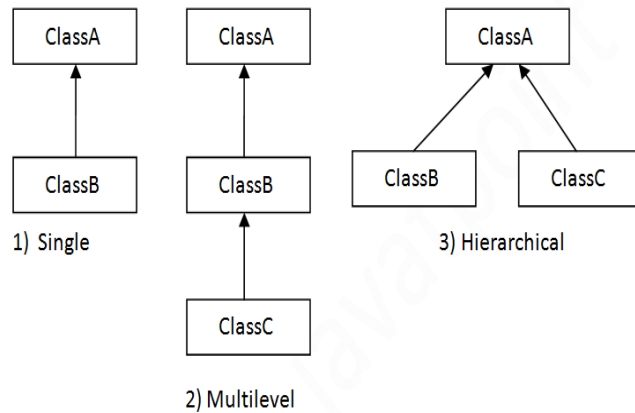 ClassA
ClassB
1) Single
ClassA
ClassB
ClassC
2) Multilevel
ClassA
ClassB
ClassC
3) Hierarchical